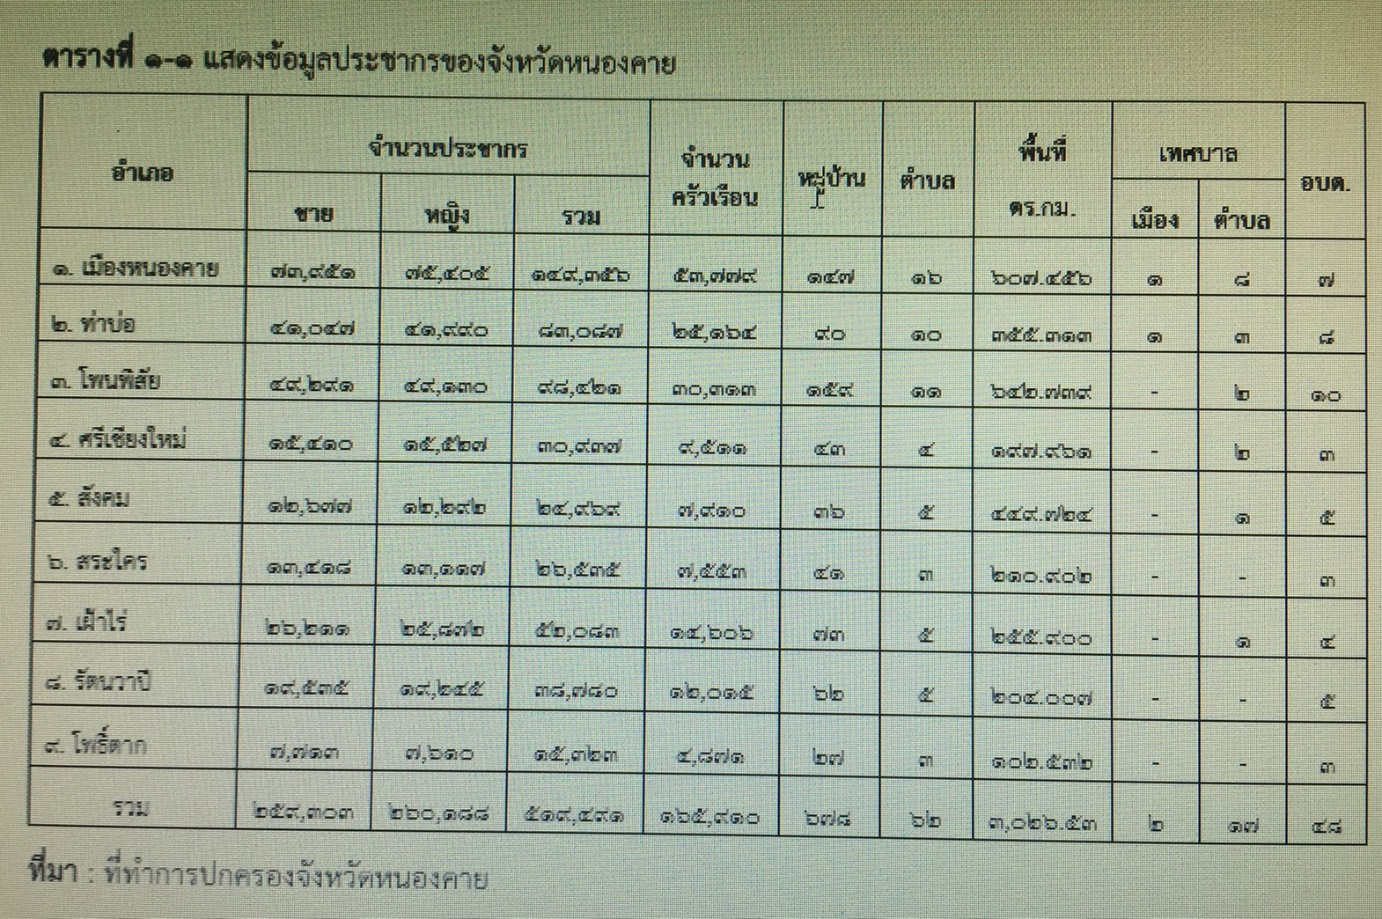 ตารางที่ ๑-๑ แสดงข้อมูลประชากรของจังหวัดหนองคาย
อำเภอ จำนวนประชากร จำนวนครัวเรือน หมู่บ้าน ตำบล พื้นที่ ตร.กม. เทศบาล อบต.
ชาย หญิง รวม เมือง ตำบล
๑. เมืองหนองคาย ๗๓,๙๕๑ ๗๕,๔๐๕ ๑๔๙,๓๕๖ ๕๓,๗๗๙ ๑๔๗ ๑๖ ๖๐๗.๔๕๖ ๑ ๘ ๗
๒. ท่าบ่อ ๔๑,๐๔๗ ๔๑,๙๙๐ ๘๓,๐๘๗ ๒๕,๑๖๔ ๙๐ ๑๐ ๓๕๕.๓๑๓ ๑ ๓ ๘
๓. โพนพิสัย ๔๙,๒๙๑ ๔๙,๑๓๐ ๙๘,๔๒๑ ๓๐,๓๑๓ ๑๕๙ ๑๑ ๖๔๒.๗๓๙ - ๒ ๑๐
๔. ศรีเชียงใหม่ ๑๕,๔๑๐ ๑๕,๕๒๗ ๓๐,๙๓๗ ๙,๕๑๑ ๔๓ ๔ ๑๙๗.๙๖๑ - ๒ ๓
๕. สังคม ๑๒,๖๗๗ ๑๒,๒๙๒ ๒๔,๙๖๙ ๗,๙๑๐ ๓๖ ๕ ๔๔๙.๗๒๔ - ๑ ๕
๖. สระใคร ๑๓,๔๑๘ ๑๓,๑๑๗ ๒๖,๕๓๕ ๗,๕๕๓ ๔๑ ๓ ๒๑๐.๙๐๒ - - ๓
๗. เฝ้าไร่ ๒๖,๒๑๑ ๒๕,๘๗๒ ๕๒,๐๘๓ ๑๔,๖๐๖ ๗๓ ๕ ๒๕๕.๙๐๐ - ๑ ๔
๘. รัตนวาปี ๑๙,๕๓๕ ๑๙,๒๔๕ ๓๘,๗๘๐ ๑๒,๐๑๕ ๖๒ ๕ ๒๐๔.๐๐๗ - - ๕
๙. โพธิ์ตาก ๗,๗๑๓ ๗,๖๑๐ ๑๕,๓๒๓ ๔,๘๗๑ ๒๗ ๓ ๑๐๒.๕๓๒ - - ๓
รวม ๒๕๙,๓๐๓ ๒๖๐,๑๘๘ ๕๑๙,๔๙๑ ๑๖๕,๙๑๐ ๖๗๘ ๖๒ ๓,๐๒๖.๕๓ ๒ ๑๗ ๔๘
ที่มา : ที่ทำการปกครองจังหวัดหนองคาย